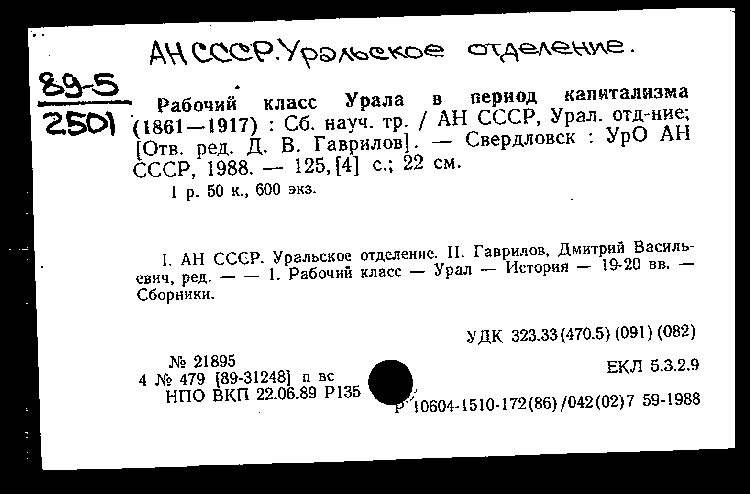 АН СССР. Уральское отделение.
89-5
2501
Рабочий класс Урала в период капитализма
(1861—1917) : Сб. науч. тр. / АН СССР, Урал. отд-ние;
[Отв. ред. Д. В. Гаврилов]. — Свердловск : УрО АН
СССР, 1988. — 125,[4] с.; 22 см.
1 р. 50 к., 600 экз.
I. АН СССР. Уральское отделение. II. Гаврилов, Дмитрий Василь-
евич, ред. — — 1. Рабочий класс — Урал — История — 19-20 вв. —
Сборники.
УДК 323.33(470.5)(091)(082)
№ 21895
4 № 479 [89-31248] п вс
ЕКЛ 5.3.2.9
НПО ВКП 22.06.89 Р135
Р 10604-1510-172(86)/042(02)7 59-1988